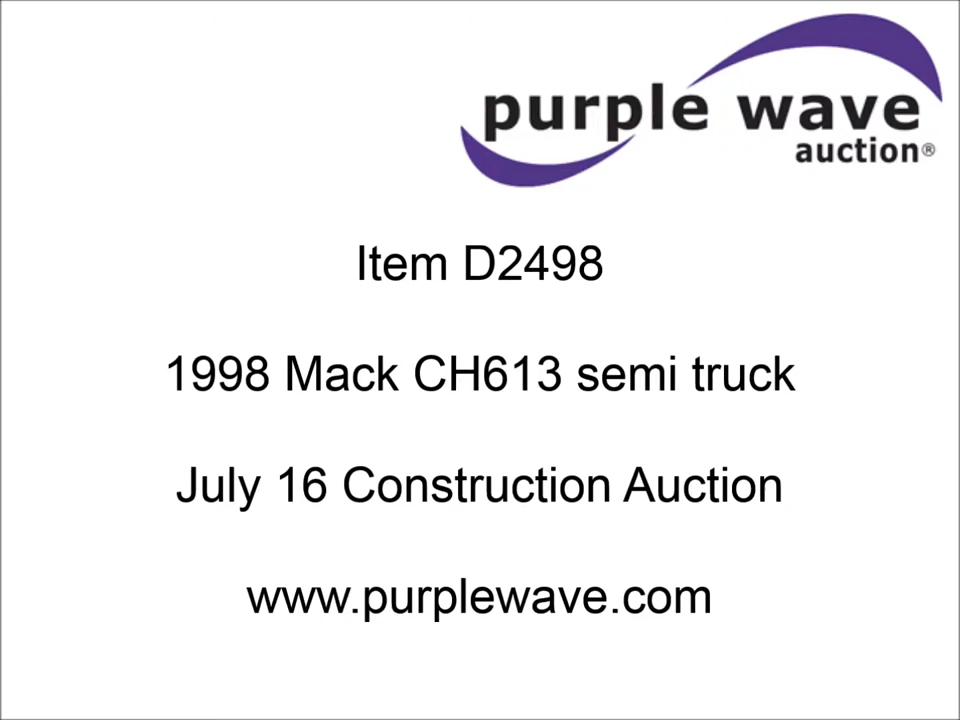 purple wave
auction®
Item D2498
1998 Mack CH613 semi truck
July 16 Construction Auction
www.purplewave.com